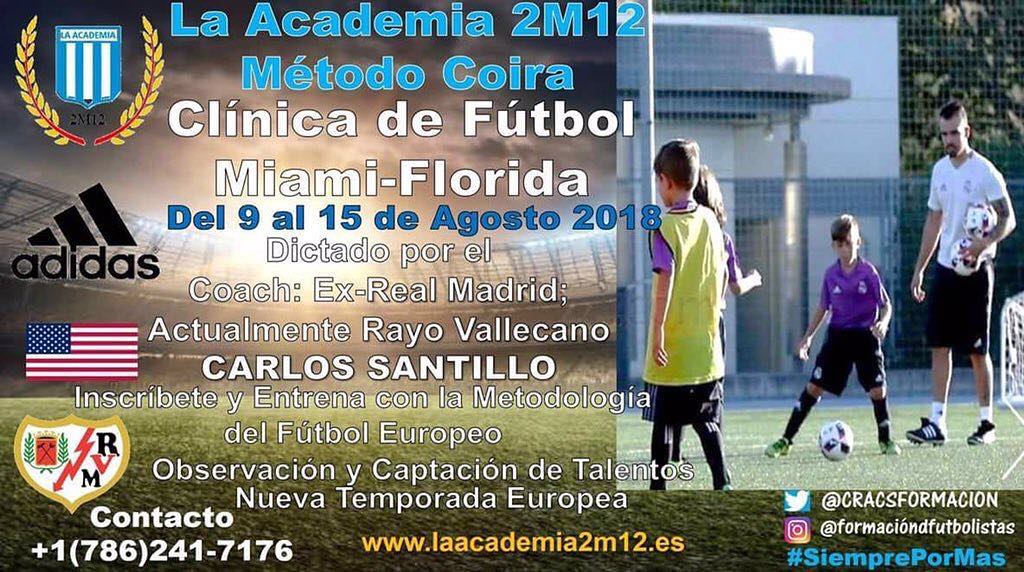 La Academia 2M12
Método Coira
Clínica de Fútbol
Miami-Florida
Del 9 al 15 de Agosto 2018
Dictado por el
Coach: Ex-Real Madrid;
Actualmente Rayo Vallecano
CARLOS SANTILLO
Inscríbete y Entrena con la Metodología
del Fútbol Europeo
Observación y Captación de Talentos
Nueva Temporada Europea
Contacto
+1(786)241-7176
www.laacademia2m12.es
LA ACADEMIA
2M12
adidas
RVM
@CRACSFORMACION
@formacióndfutbolistas
#SiemprePorMas